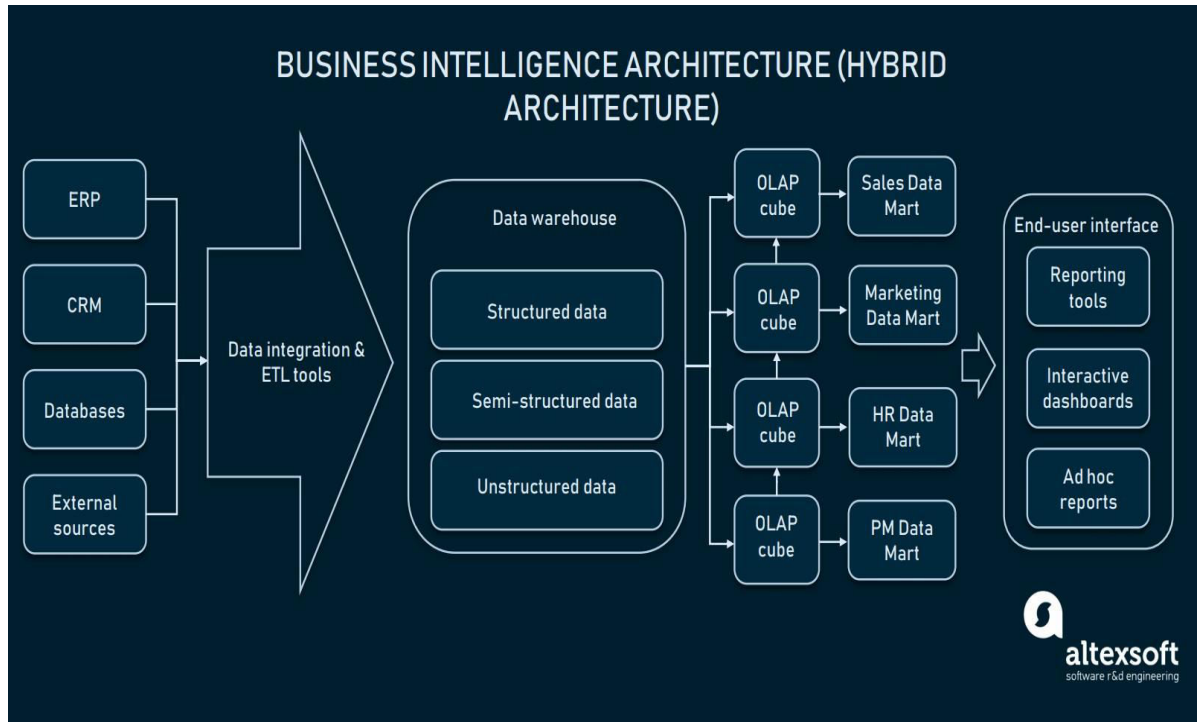 BUSINESS INTELLIGENCE ARCHITECTURE (HYBRID
ARCHITECTURE)
ERP
CRM
Databases
External
sources
Data integration &
ETL tools
Data warehouse
Structured data
Semi-structured data
Unstructured data
OLAP
cube
Sales Data
Mart
OLAP
cube
Marketing
Data Mart
OLAP
cube
HR Data
Mart
OLAP
cube
PM Data
Mart
End-user interface
Reporting
tools
Interactive
dashboards
Ad hoc
reports
altexsoft
software r&d engineering